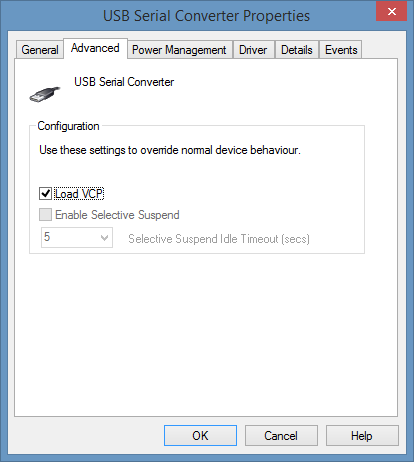 USB Serial Converter Properties
General Advanced Power Management Driver Details Events
USB Serial Converter
Configuration
Use these settings to override normal device behaviour.
Load VCP
Enable Selective Suspend
5 Selective Suspend Idle Timeout (secs)
OK Cancel Help